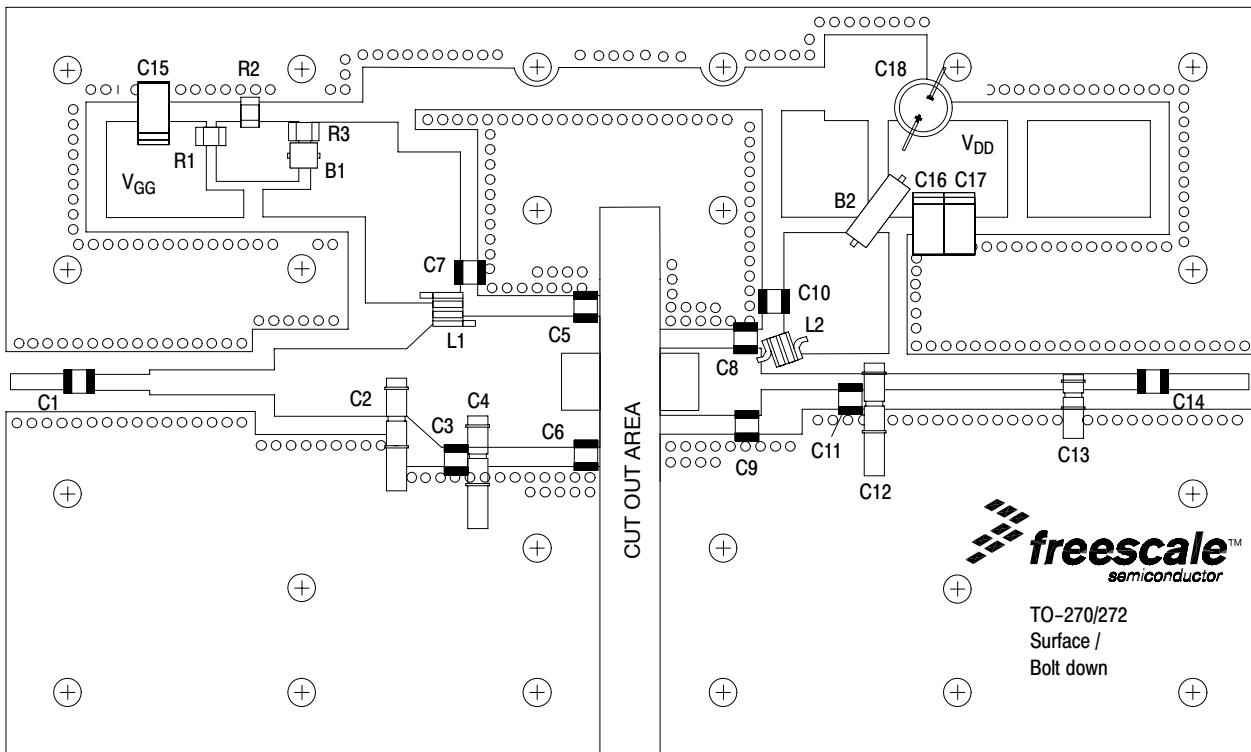 C15
R2
C18
R1
R3
B1
VGG
VDD
C16 C17
B2
C7
C10
L1
C5
L2
C8
C1
C2
C4
C3
C6
C14
C11
C9
C13
C12
CUT OUT AREA
freescale™
semiconductor
TO-270/272
Surface /
Bolt down